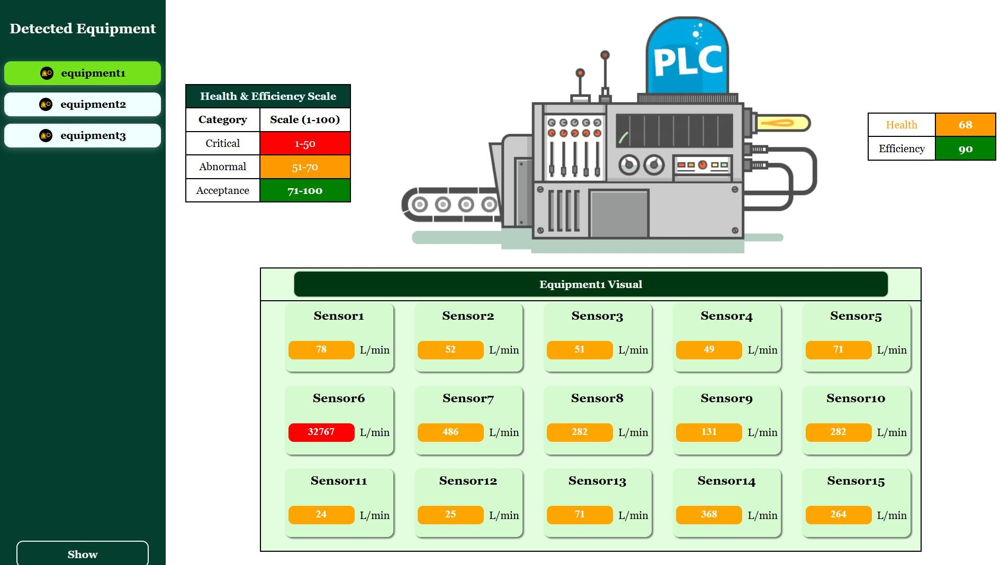 Detected Equipment
equipment1
equipment2
equipment3
Show
Health & Efficiency Scale
Category Scale (1-100)
Critical 1-50
Abnormal 51-70
Acceptance 71-100
PLC
Health 68
Efficiency 90
Equipment1 Visual
Sensor1 Sensor2 Sensor3 Sensor4 Sensor5
78 L/min 52 L/min 51 L/min 49 L/min 71 L/min
Sensor6 Sensor7 Sensor8 Sensor9 Sensor10
32767 L/min 486 L/min 282 L/min 131 L/min 282 L/min
Sensor11 Sensor12 Sensor13 Sensor14 Sensor15
24 L/min 25 L/min 71 L/min 368 L/min 264 L/min